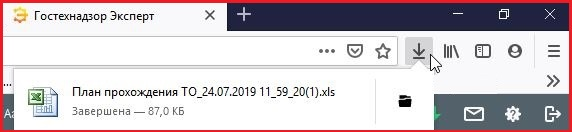 Гостехнадзор Эксперт
План прохождения ТО_24.07.2019 11_59_20(1).xls
Завершена — 87,0 КБ